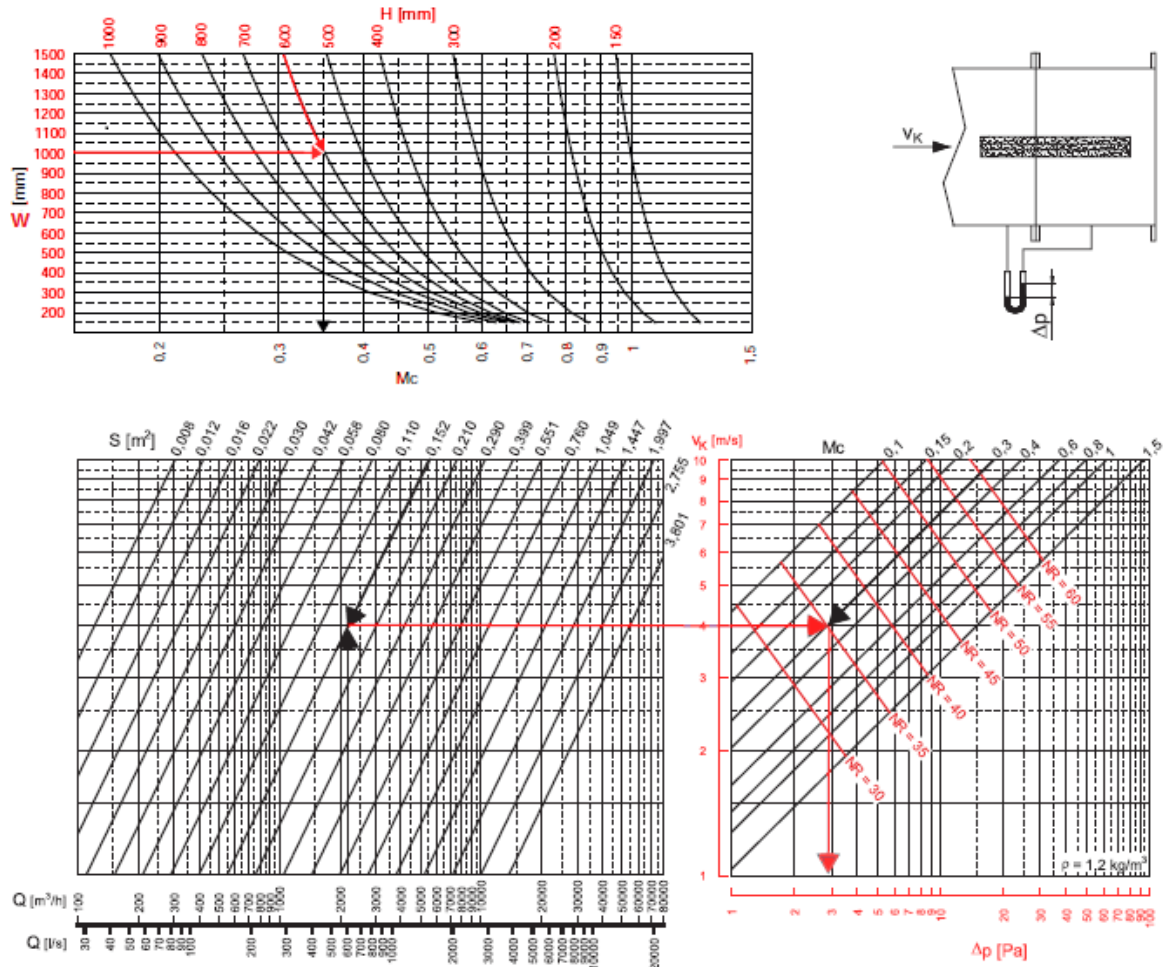 H [mm]
1000 900 800 700 600 500 400 300 200 150
1500
1400
1300
1200
1100
1000
900
800
700
600
500
400
300
200
W [mm]
0,2 0,3 0,4 0,5 0,6 0,7 0,8 0,9 1 1,5
Mc
vK
Δp
S [m²] 0,008 0,012 0,016 0,022 0,030 0,042 0,058 0,080 0,110 0,152 0,210 0,290 0,399 0,551 0,760 1,049 1,447 1,997
2,755
3,801
Q [m³/h] 100 200 300 400 500 600 700 800 900 1000 2000 3000 4000 5000 6000 7000 8000 9000 10000 20000 30000 40000 50000 60000 70000 80000
Q [l/s] 30 40 50 60 70 80 90 100 200 300 400 500 600 700 800 900 1000 2000 3000 4000 5000 6000 7000 8000 9000 10000 20000
vK [m/s]
10
9
8
7
6
5
4
3
2
1
Mc 0,1 0,15 0,2 0,3 0,4 0,6 0,8 1 1,5
NR = 60
NR = 55
NR = 50
NR = 45
NR = 40
NR = 35
NR = 30
ρ = 1,2 kg/m³
1 2 3 4 5 6 7 8 9 10 20 30 40 50 60 70 80 90 100
Δp [Pa]